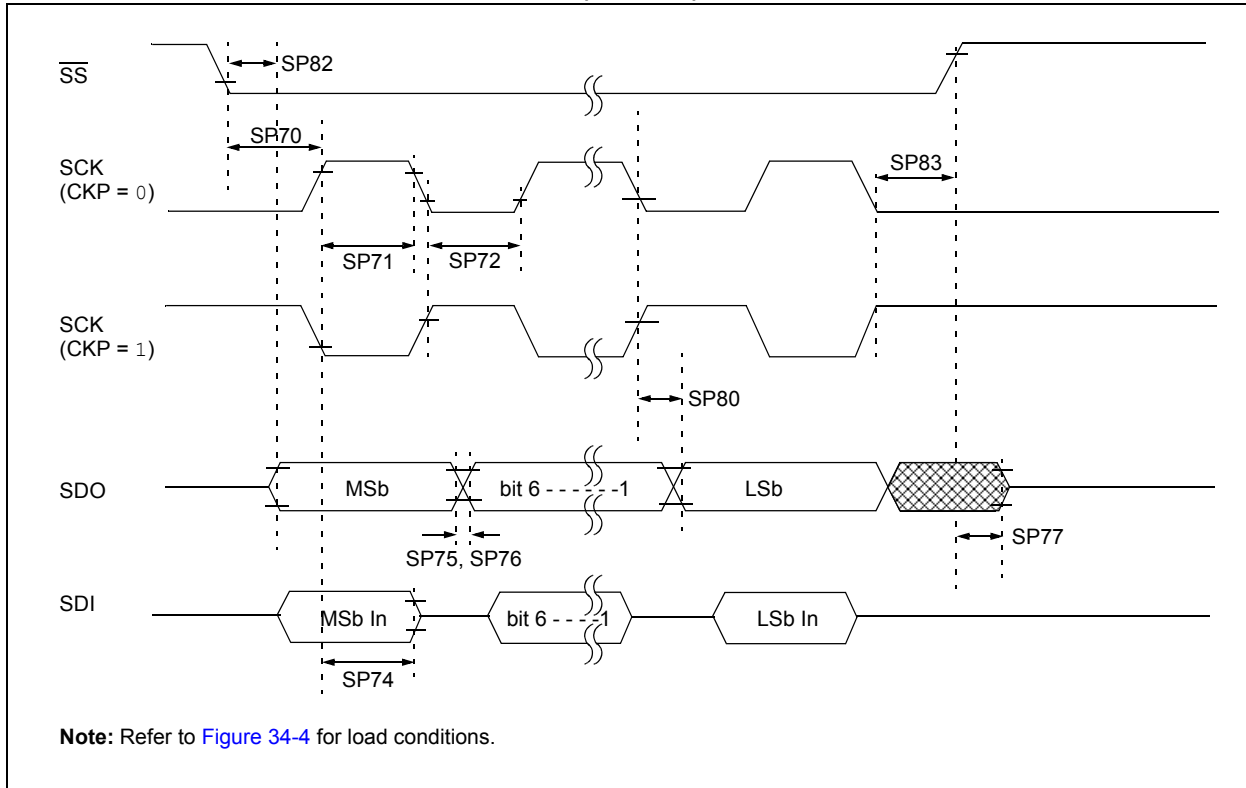 SS
SP82
SP70
SCK
(CKP = 0)
SP83
SP71
SP72
SCK
(CKP = 1)
SP80
SDO
MSb
bit 6 - - - - - -1
LSb
SP77
SP75, SP76
SDI
MSb In
bit 6 - - - -1
LSb In
SP74
Note: Refer to Figure 34-4 for load conditions.